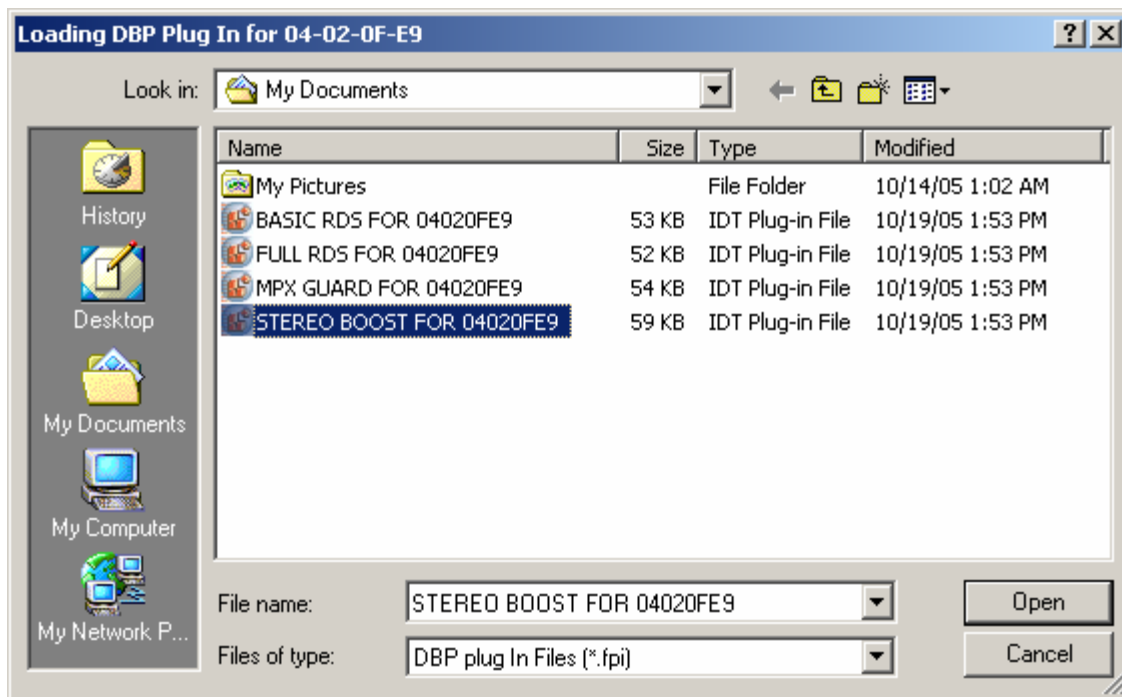 Loading DBP Plug In for 04-02-0F-E9
Look in: My Documents
Name Size Type Modified
My Pictures File Folder 10/14/05 1:02 AM
BASIC RDS FOR 04020FE9 53 KB IDT Plug-in File 10/19/05 1:53 PM
FULL RDS FOR 04020FE9 52 KB IDT Plug-in File 10/19/05 1:53 PM
MPX GUARD FOR 04020FE9 54 KB IDT Plug-in File 10/19/05 1:53 PM
STEREO BOOST FOR 04020FE9 59 KB IDT Plug-in File 10/19/05 1:53 PM
History
Desktop
My Documents
My Computer
My Network P...
File name: STEREO BOOST FOR 04020FE9 Open
Files of type: DBP plug In Files (*.fpi) Cancel